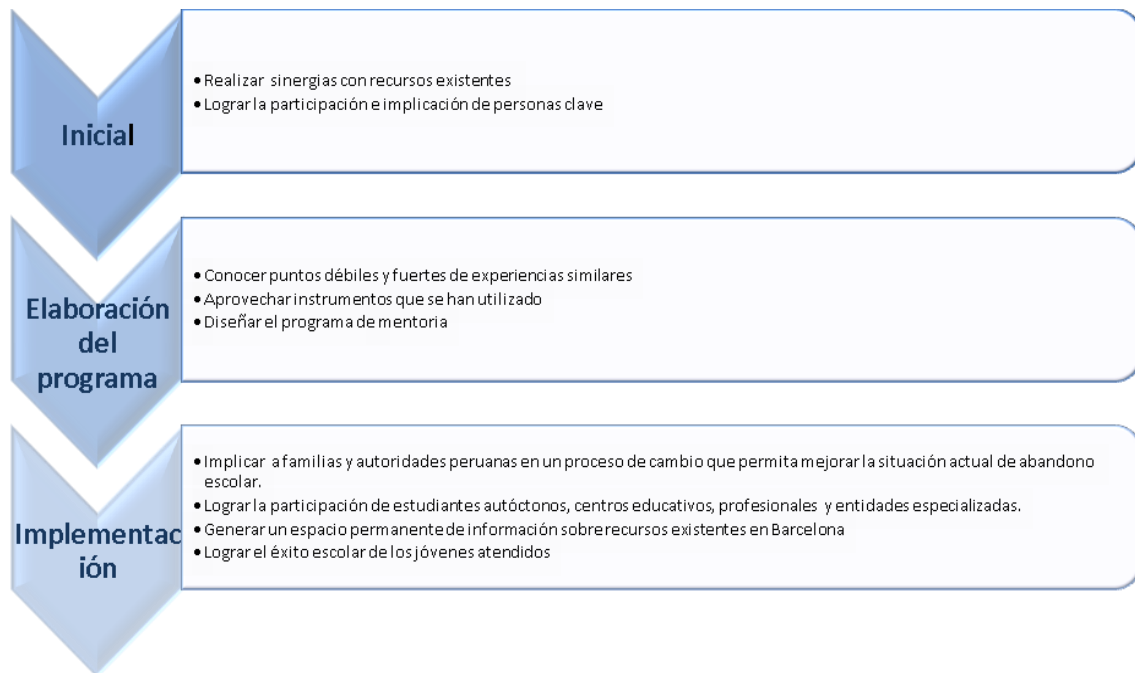 Inicial
• Realizar sinergias con recursos existentes
• Lograr la participación e implicación de personas clave
Elaboración
del
programa
• Conocer puntos débiles y fuertes de experiencias similares
• Aprovechar instrumentos que se han utilizado
• Diseñar el programa de mentoria
Implementac
ión
• Implicar a familias y autoridades peruanas en un proceso de cambio que permita mejorar la situación actual de abandono
escolar.
• Lograr la participación de estudiantes autóctonos, centros educativos, profesionales y entidades especializadas.
• Generar un espacio permanente de información sobre recursos existentes en Barcelona
• Lograr el éxito escolar de los jóvenes atendidos